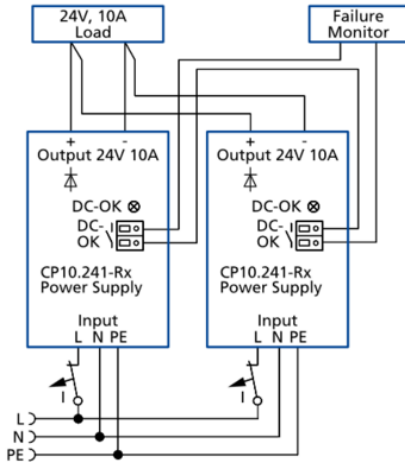 24V, 10A
Load
Failure
Monitor
+ -
Output 24V 10A
DC-OK
DC-
OK
CP10.241-Rx
Power Supply
Input
L N PE
I
+ -
Output 24V 10A
DC-OK
DC-
OK
CP10.241-Rx
Power Supply
Input
L N PE
I
L
N
PE